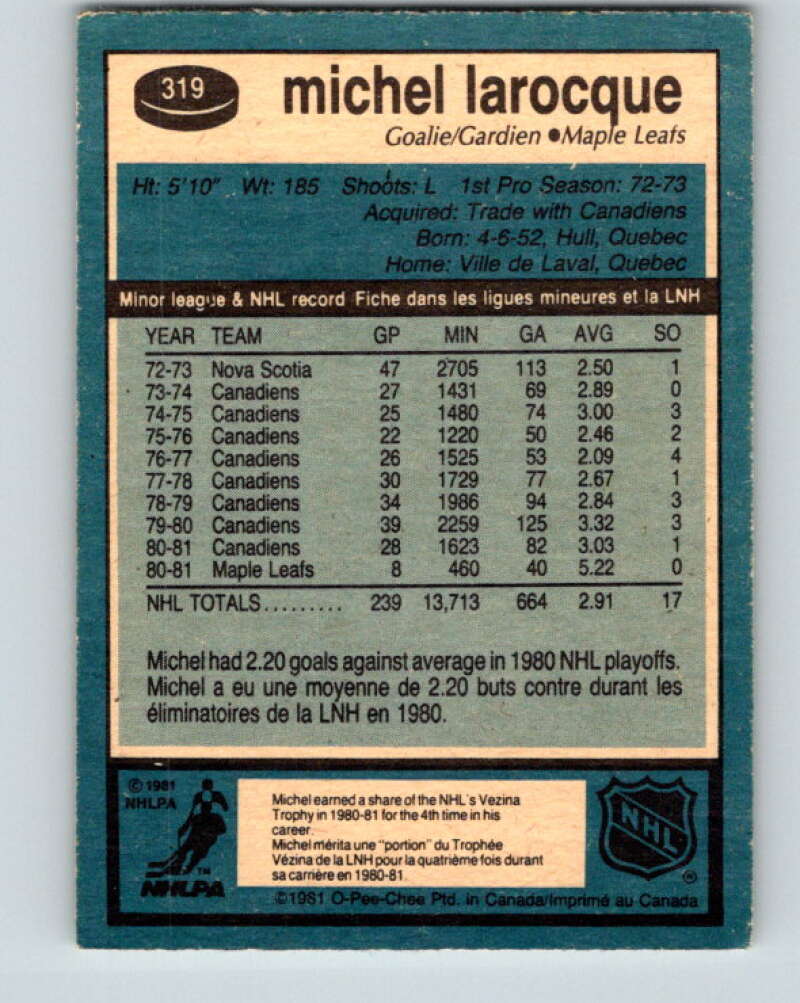 319
michel larocque
Goalie/Gardien ●Maple Leafs
Ht: 5'10" Wt: 185 Shoots: L 1st Pro Season: 72-73
Acquired: Trade with Canadiens
Born: 4-6-52, Hull, Quebec
Home: Ville de Laval, Quebec
Minor league & NHL record Fiche dans les ligues mineures et la LNH
YEAR TEAM GP MIN GA AVG SO
72-73 Nova Scotia 47 2705 113 2.50 1
73-74 Canadiens 27 1431 69 2.89 0
74-75 Canadiens 25 1480 74 3.00 3
75-76 Canadiens 22 1220 50 2.46 2
76-77 Canadiens 26 1525 53 2.09 4
77-78 Canadiens 30 1729 77 2.67 1
78-79 Canadiens 34 1986 94 2.84 3
79-80 Canadiens 39 2259 125 3.32 3
80-81 Canadiens 28 1623 82 3.03 1
80-81 Maple Leafs 8 460 40 5.22 0
NHL TOTALS......... 239 13,713 664 2.91 17
Michel had 2.20 goals against average in 1980 NHL playoffs.
Michel a eu une moyenne de 2.20 buts contre durant les
éliminatoires de la LNH en 1980.
© 1981
NHLPA
Michel earned a share of the NHL's Vezina
Trophy in 1980-81 for the 4th time in his
career.
Michel mérita une "portion" du Trophée
Vézina de la LNH pour la quatrième fois durant
sa carrière en 1980-81
NHL
®
TM
NHLPA
©1981 O-Pee-Chee Ptd. in Canada/Imprimé au Canada